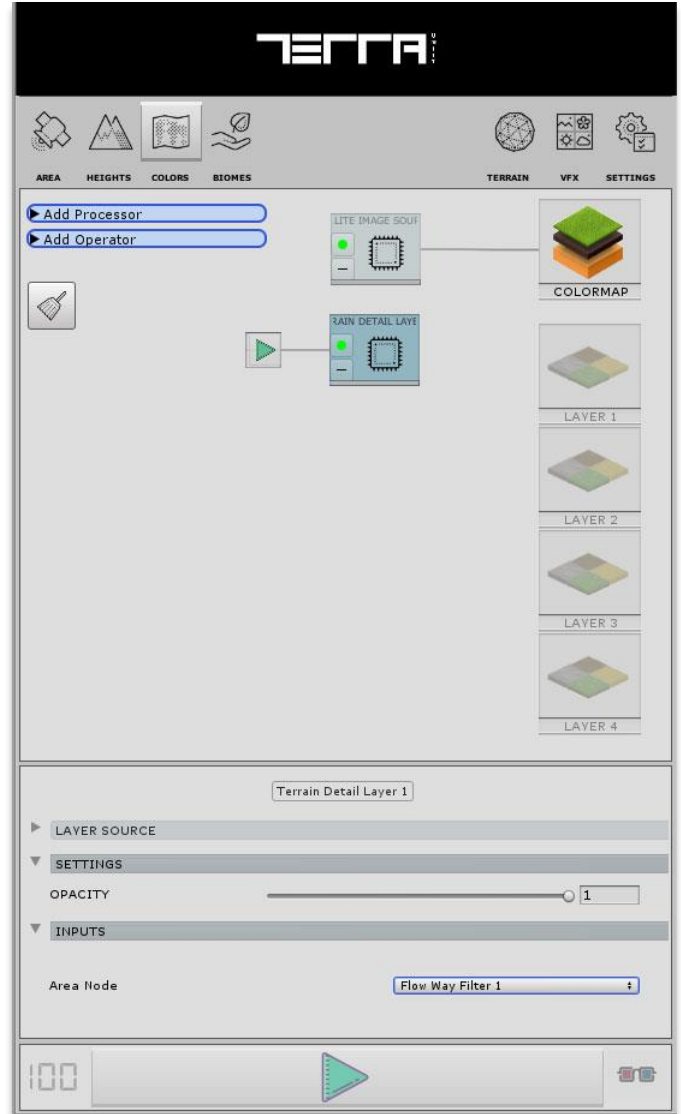 TERRA
UNITY
AREA HEIGHTS COLORS BIOMES TERRAIN VFX SETTINGS
Add Processor
Add Operator
LITE IMAGE SOUR
COLORMAP
RAIN DETAIL LAYE
LAYER 1
LAYER 2
LAYER 3
LAYER 4
Terrain Detail Layer 1
LAYER SOURCE
SETTINGS
OPACITY 1
INPUTS
Area Node Flow Way Filter 1
100